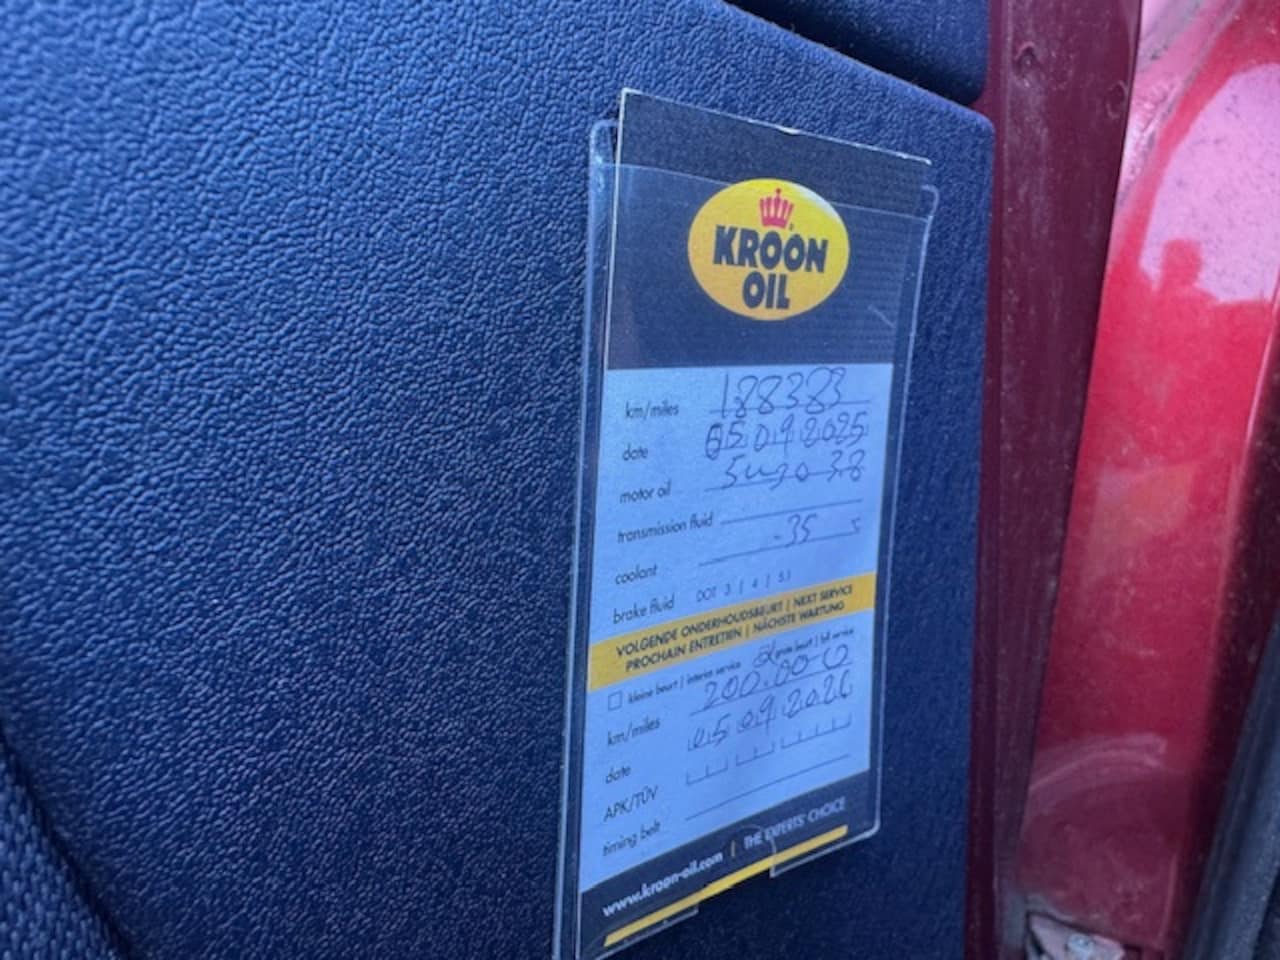 KROON
OIL
km/miles 188383
date 05 09 2025
motor oil 5w30 3.8
transmission fluid
coolant -35
brake fluid DOT 3 | 4 | 5.1
VOLGENDE ONDERHOUDSBEURT | NEXT SERVICE
PROCHAIN ENTRETIEN | NÄCHSTE WARTUNG
kleine beurt | interim service grote beurt | full service
km/miles 200.000
date 05 09 2026
APK/TÜV
timing belt
www.kroon-oil.com | THE EXPERTS' CHOICE